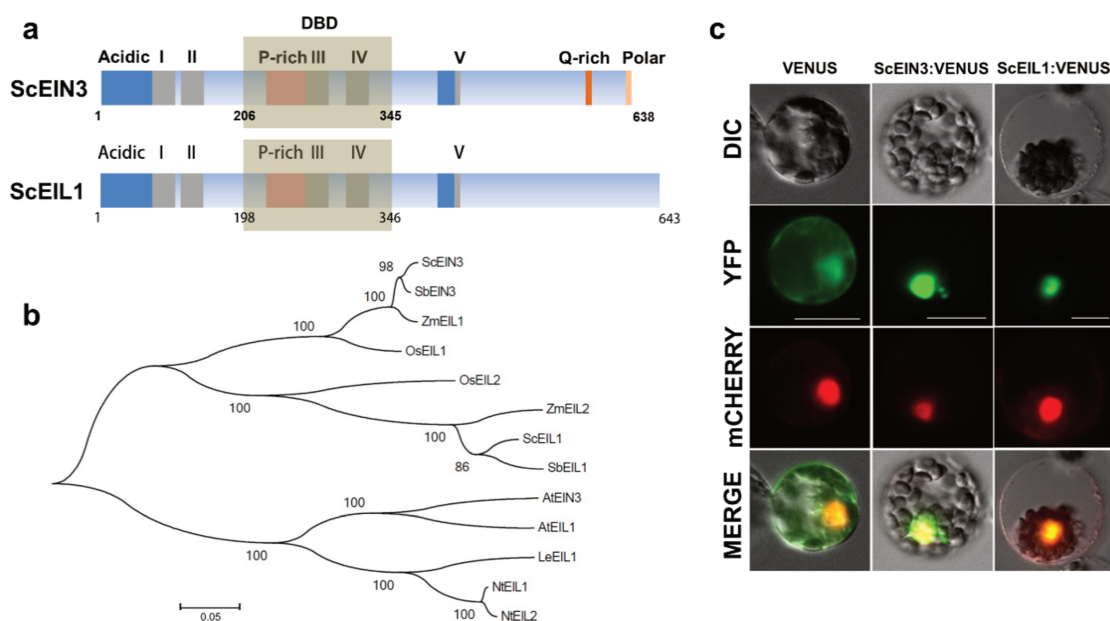 a
DBD
Acidic I II P-rich III IV V Q-rich Polar
ScEIN3
1 206 345 638
Acidic I II P-rich III IV V
ScEIL1
1 198 346 643
b
98
ScEIN3
SbEIN3
100
ZmEIL1
100
OsEIL1
OsEIL2
100
ZmEIL2
100
ScEIL1
86
SbEIL1
100
AtEIN3
AtEIL1
100
LeEIL1
100
NtEIL1
100
NtEIL2
0.05
c
VENUS ScEIN3:VENUS ScEIL1:VENUS
DIC
YFP
mCHERRY
MERGE